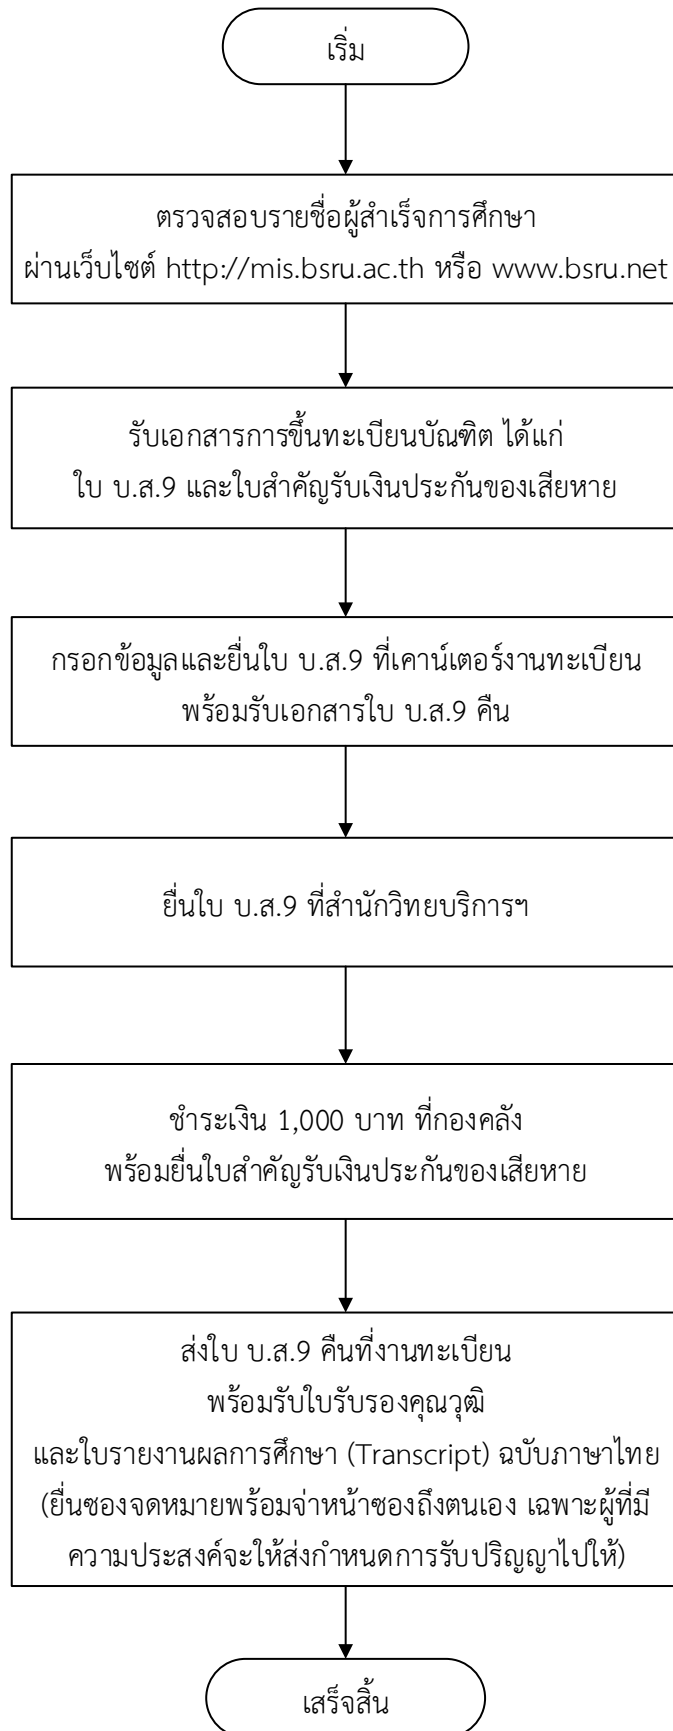 เริ่ม
ตรวจสอบรายชื่อผู้สำเร็จการศึกษา
ผ่านเว็บไซต์ http://mis.bsru.ac.th หรือ www.bsru.net
รับเอกสารการขึ้นทะเบียนบัณฑิต ได้แก่
ใบ บ.ส.9 และใบสำคัญรับเงินประกันของเสียหาย
กรอกข้อมูลและยื่นใบ บ.ส.9 ที่เคาน์เตอร์งานทะเบียน
พร้อมรับเอกสารใบ บ.ส.9 คืน
ยื่นใบ บ.ส.9 ที่สำนักวิทยบริการฯ
ชำระเงิน 1,000 บาท ที่กองคลัง
พร้อมยื่นใบสำคัญรับเงินประกันของเสียหาย
ส่งใบ บ.ส.9 คืนที่งานทะเบียน
พร้อมรับใบรับรองคุณวุฒิ
และใบรายงานผลการศึกษา (Transcript) ฉบับภาษาไทย
(ยื่นซองจดหมายพร้อมจ่าหน้าซองถึงตนเอง เฉพาะผู้ที่มี
ความประสงค์จะให้ส่งกำหนดการรับปริญญาไปให้)
เสร็จสิ้น